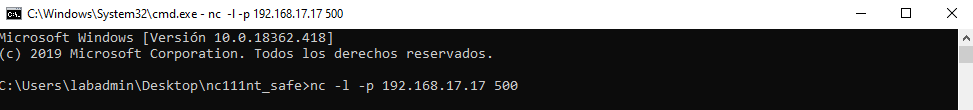 C:\Windows\System32\cmd.exe - nc -l -p 192.168.17.17 500
Microsoft Windows [Versión 10.0.18362.418]
(c) 2019 Microsoft Corporation. Todos los derechos reservados.
C:\Users\labadmin\Desktop\nc111nt_safe>nc -l -p 192.168.17.17 500